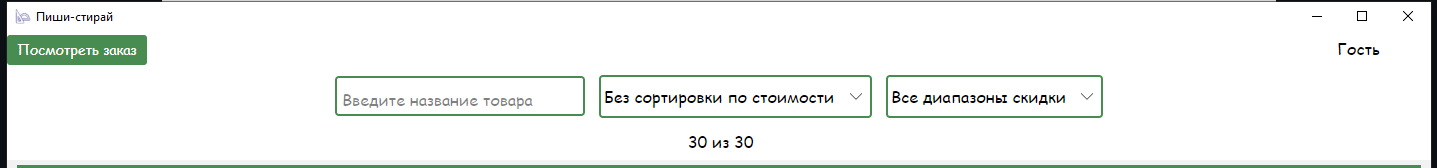 Пиши-стирай
Посмотреть заказ
Гость
Введите название товара
Без сортировки по стоимости
Все диапазоны скидки
30 из 30